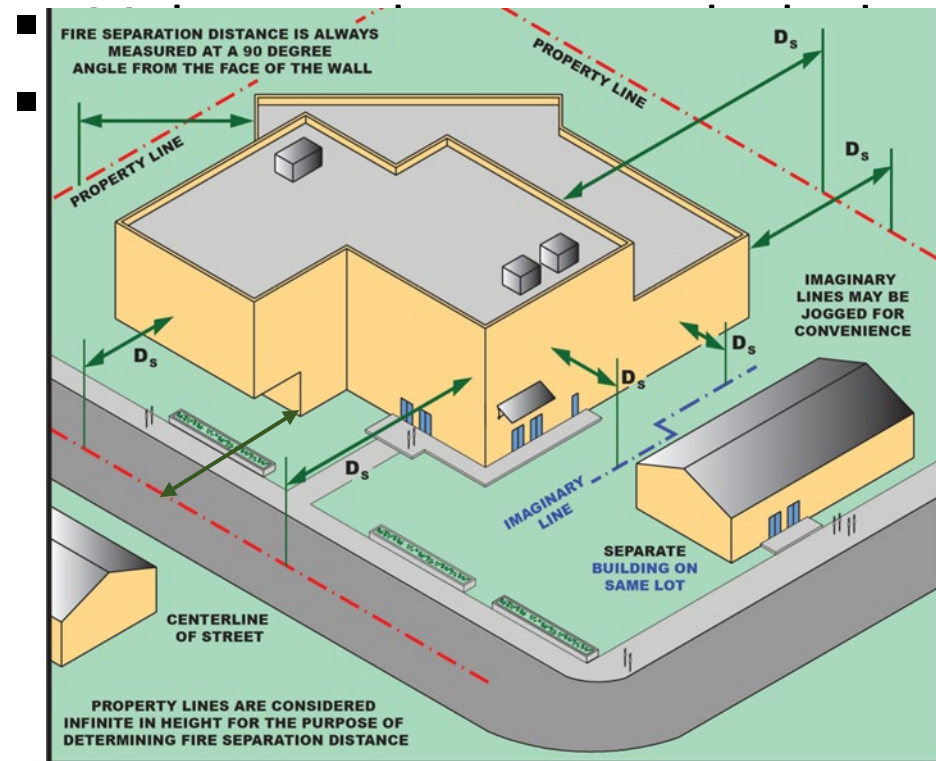 FIRE SEPARATION DISTANCE IS ALWAYS
MEASURED AT A 90 DEGREE
ANGLE FROM THE FACE OF THE WALL
PROPERTY LINE
PROPERTY LINE
Ds
Ds
IMAGINARY
LINES MAY BE
JOGGED FOR
CONVENIENCE
Ds
Ds
Ds
Ds
IMAGINARY
LINE
SEPARATE
BUILDING ON
SAME LOT
CENTERLINE
OF STREET
PROPERTY LINES ARE CONSIDERED
INFINITE IN HEIGHT FOR THE PURPOSE OF
DETERMINING FIRE SEPARATION DISTANCE